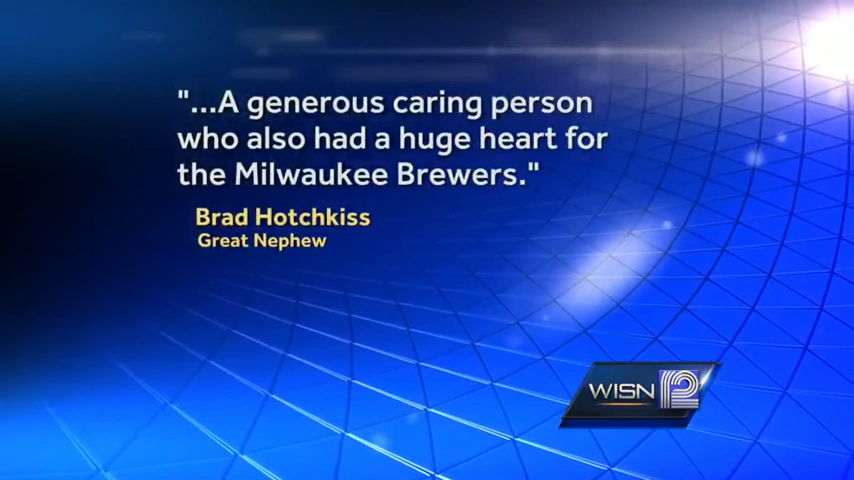 "...A generous caring person
who also had a huge heart for
the Milwaukee Brewers."
Brad Hotchkiss
Great Nephew
WISN 12